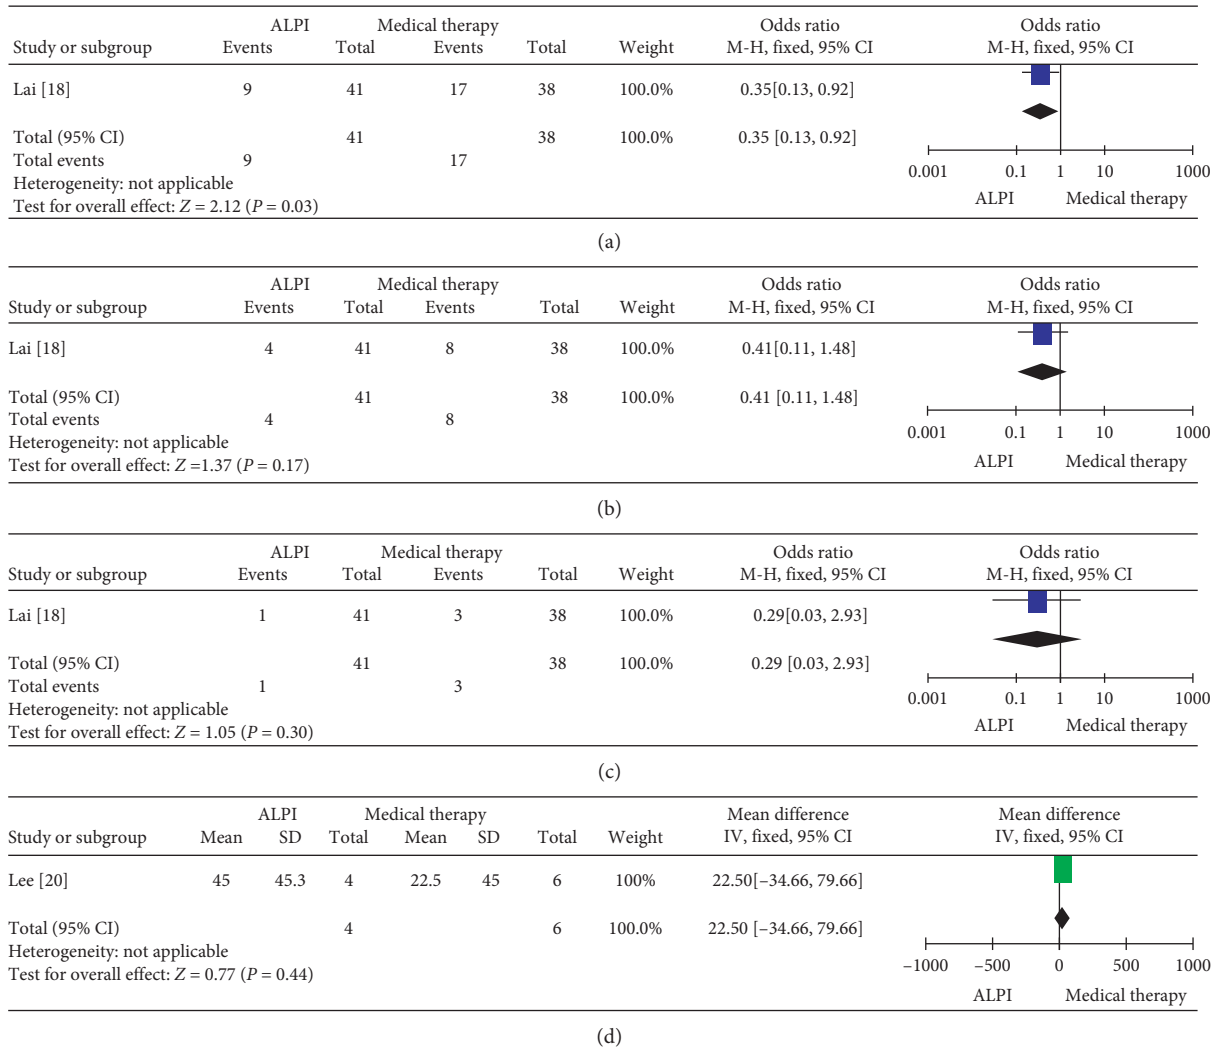 ALPI Medical therapy Odds ratio Odds ratio
Study or subgroup Events Total Events Total Weight M-H, fixed, 95% CI M-H, fixed, 95% CI
Lai [18] 9 41 17 38 100.0% 0.35[0.13, 0.92]
Total (95% CI) 41 38 100.0% 0.35 [0.13, 0.92]
Total events 9 17
Heterogeneity: not applicable
Test for overall effect: Z = 2.12 (P = 0.03)
0.001 0.1 1 10 1000
ALPI Medical therapy
(a)
ALPI Medical therapy Odds ratio Odds ratio
Study or subgroup Events Total Events Total Weight M-H, fixed, 95% CI M-H, fixed, 95% CI
Lai [18] 4 41 8 38 100.0% 0.41[0.11, 1.48]
Total (95% CI) 41 38 100.0% 0.41 [0.11, 1.48]
Total events 4 8
Heterogeneity: not applicable
Test for overall effect: Z =1.37 (P = 0.17)
0.001 0.1 1 10 1000
ALPI Medical therapy
(b)
ALPI Medical therapy Odds ratio Odds ratio
Study or subgroup Events Total Events Total Weight M-H, fixed, 95% CI M-H, fixed, 95% CI
Lai [18] 1 41 3 38 100.0% 0.29[0.03, 2.93]
Total (95% CI) 41 38 100.0% 0.29 [0.03, 2.93]
Total events 1 3
Heterogeneity: not applicable
Test for overall effect: Z = 1.05 (P = 0.30)
0.001 0.1 1 10 1000
ALPI Medical therapy
(c)
ALPI Medical therapy Mean difference Mean difference
Study or subgroup Mean SD Total Mean SD Total Weight IV, fixed, 95% CI IV, fixed, 95% CI
Lee [20] 45 45.3 4 22.5 45 6 100% 22.50[−34.66, 79.66]
Total (95% CI) 4 6 100.0% 22.50 [−34.66, 79.66]
Heterogeneity: not applicable
Test for overall effect: Z = 0.77 (P = 0.44)
−1000 −500 0 500 1000
ALPI Medical therapy
(d)